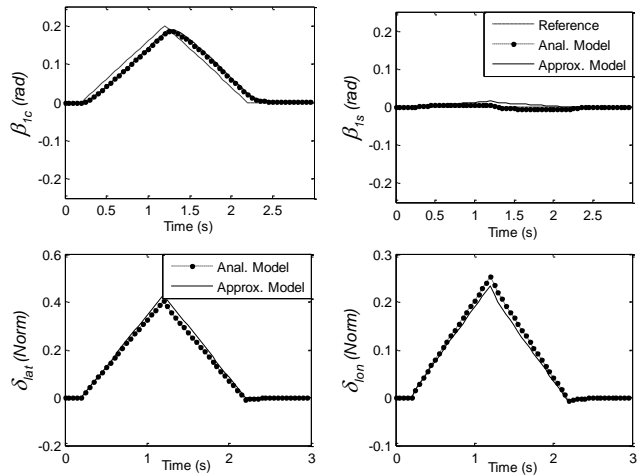 0.2
0.1
0
-0.1
-0.2
β1c (rad)
0 0.5 1 1.5 2 2.5
Time (s)
0.2
0.1
0
-0.1
-0.2
β1s (rad)
Reference
Anal. Model
Approx. Model
0 0.5 1 1.5 2 2.5
Time (s)
0.6
0.4
0.2
0
-0.2
δlat (Norm)
Anal. Model
Approx. Model
0 1 2 3
Time (s)
0.3
0.2
0.1
0
-0.1
δlon (Norm)
0 1 2 3
Time (s)